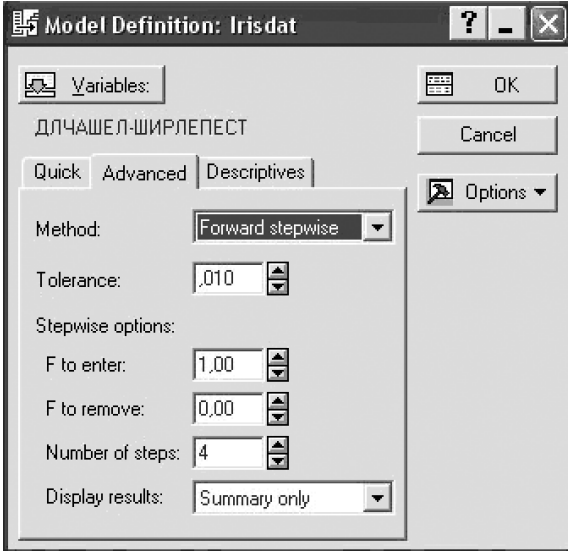 Model Definition: Irisdat
Variables:
OK
ДЛЧАШЕЛ-ШИРЛЕПЕСТ
Cancel
Quick Advanced Descriptives
Options
Method: Forward stepwise
Tolerance: ,010
Stepwise options:
F to enter: 1,00
F to remove: 0,00
Number of steps: 4
Display results: Summary only